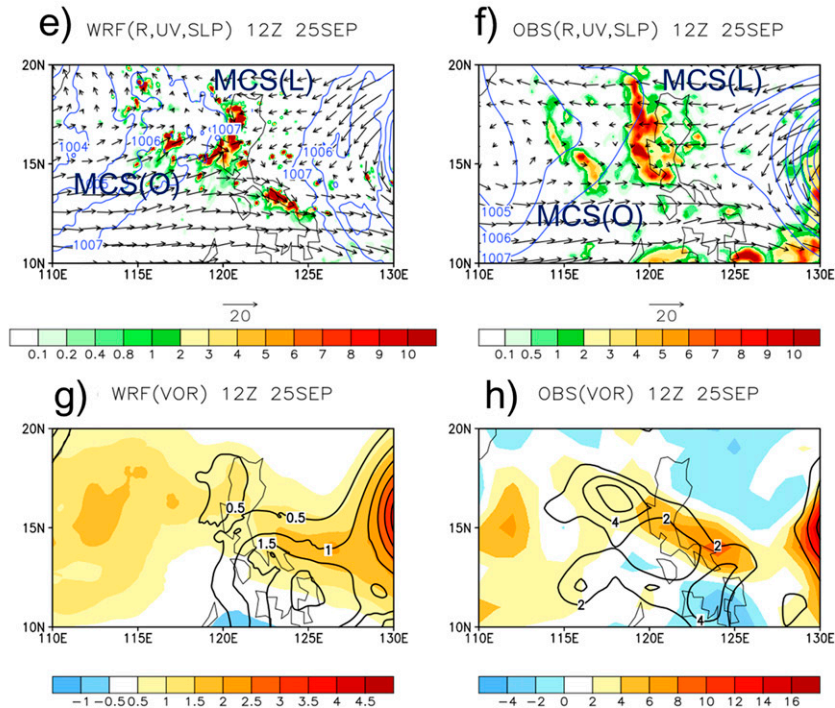 e) WRF(R,UV,SLP) 12Z 25SEP
f) OBS(R,UV,SLP) 12Z 25SEP
20N
MCS(L)
1007
1004
1006
1007
1006
15N
1007
MCS(O)
1007
10N
110E 115E 120E 125E 130E
20N
MCS(L)
15N
MCS(O)
1005
1006
1007
10N
110E 115E 120E 125E 130E
20
20
0.1 0.2 0.4 0.8 1 2 3 4 5 6 7 8 9 10
0.1 0.5 1 2 3 4 5 6 7 8 9 10
g) WRF(VOR) 12Z 25SEP
h) OBS(VOR) 12Z 25SEP
20N
0.5
0.5
15N
1.5
1
10N
110E 115E 120E 125E 130E
20N
4
2
15N
2
2
4
10N
110E 115E 120E 125E 130E
-1 -0.5 0.5 1 1.5 2 2.5 3 3.5 4 4.5
-4 -2 0 2 4 6 8 10 12 14 16